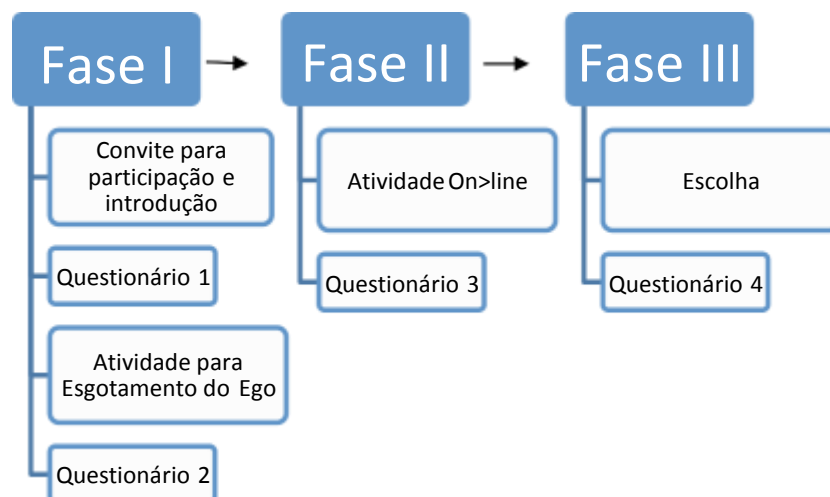 Fase I
Convite para
participação e
introdução
Questionário 1
Atividade para
Esgotamento do Ego
Questionário 2
Fase II
Atividade On>line
Questionário 3
Fase III
Escolha
Questionário 4